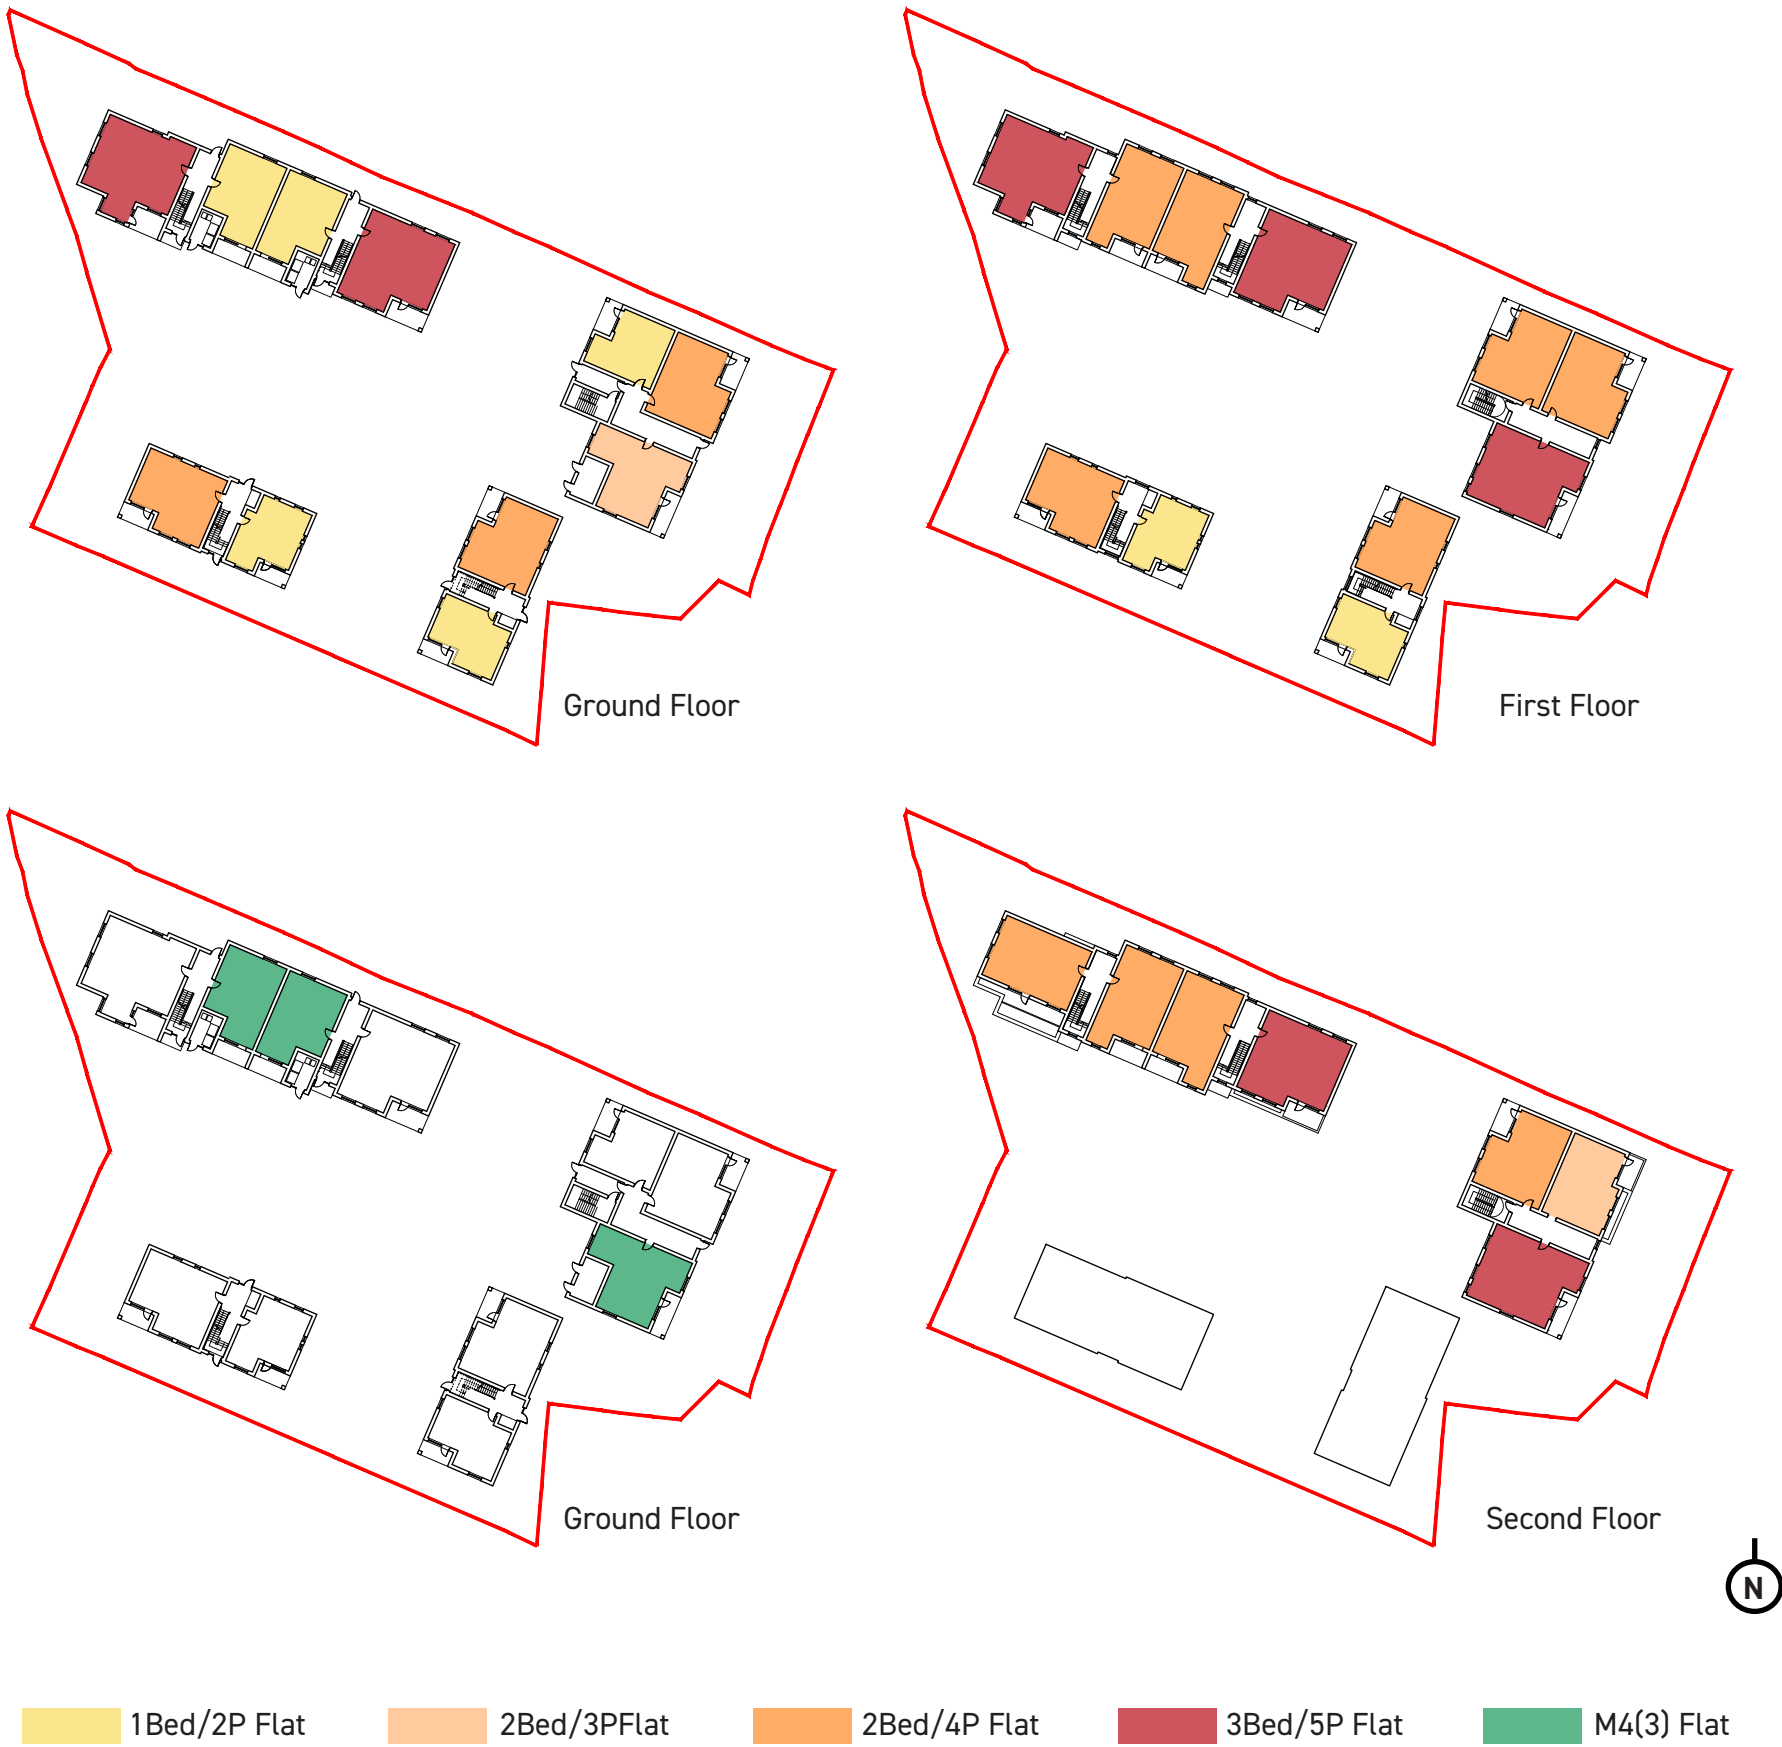 Ground Floor
First Floor
Ground Floor
Second Floor
N
1Bed/2P Flat
2Bed/3PFlat
2Bed/4P Flat
3Bed/5P Flat
M4(3) Flat